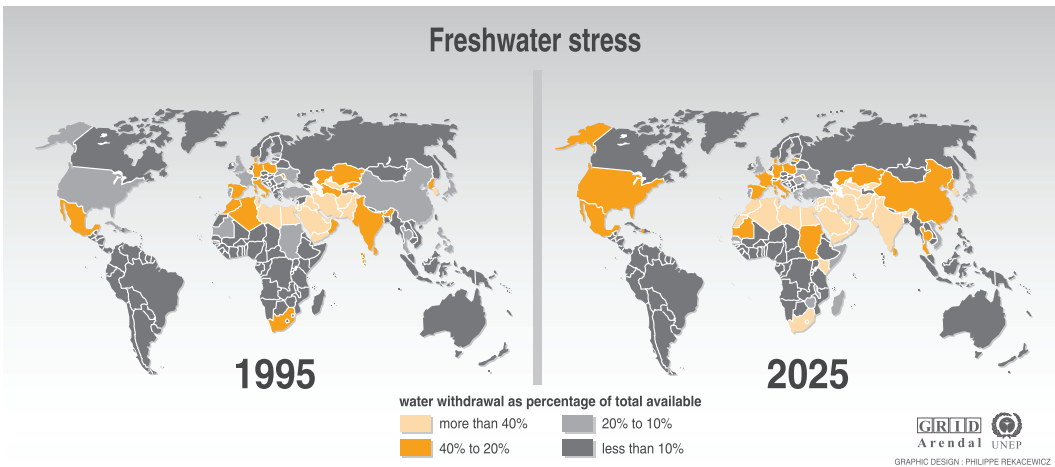 Freshwater stress
1995
2025
water withdrawal as percentage of total available
more than 40%
20% to 10%
40% to 20%
less than 10%
GRID
Arendal
UNEP
GRAPHIC DESIGN : PHILIPPE REKACEWICZ